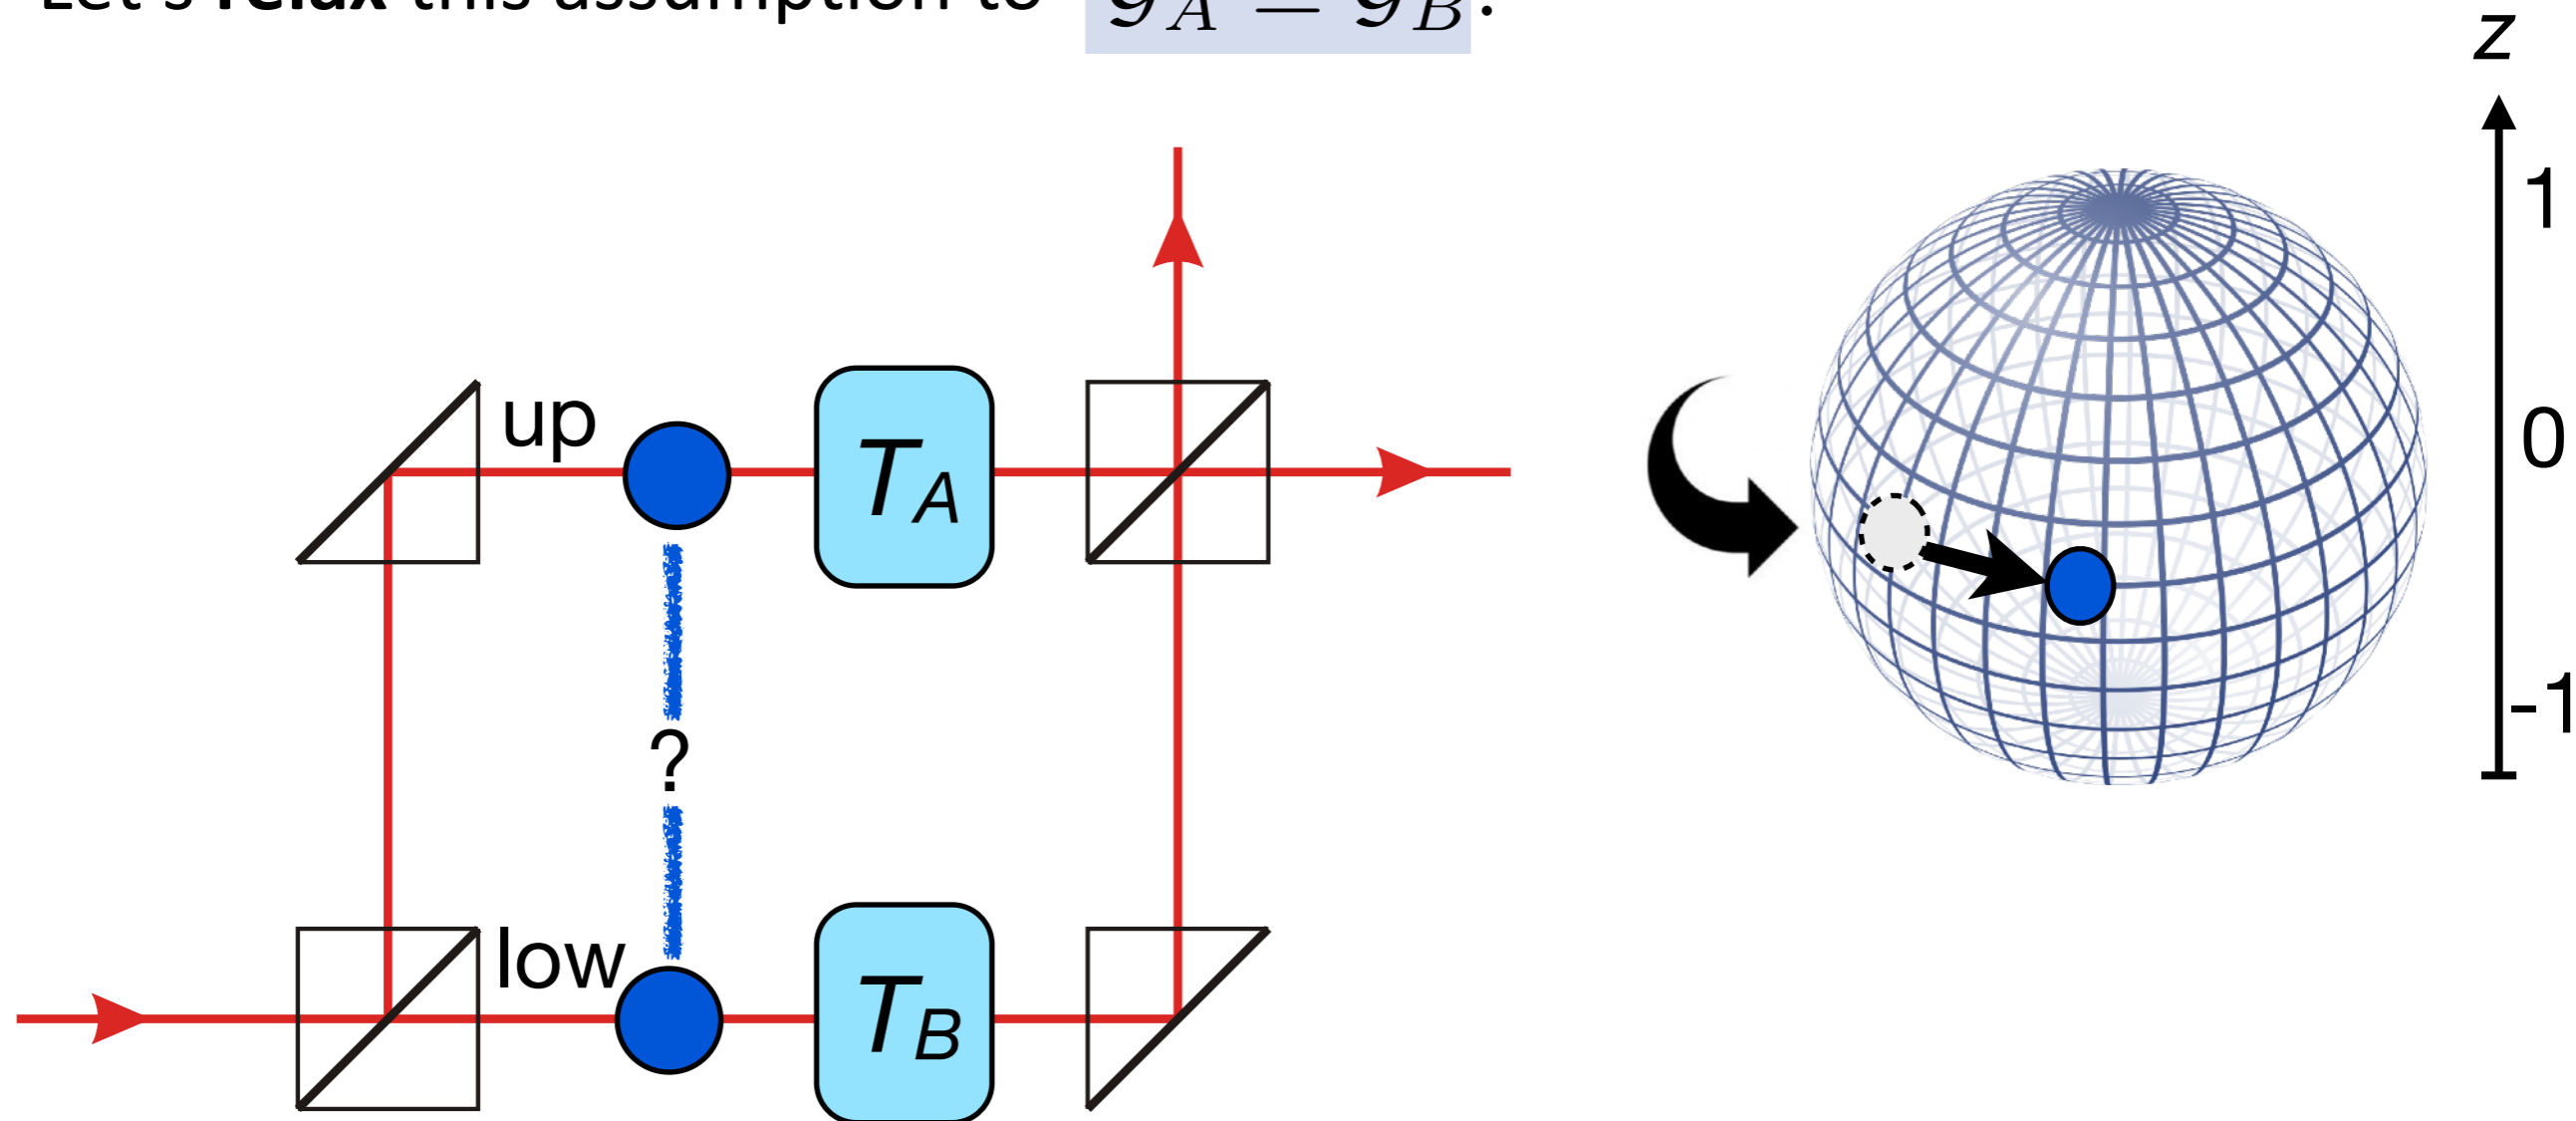 Let's relax this assumption to
z
1
up
T_A
0
-1
?
low
T_B